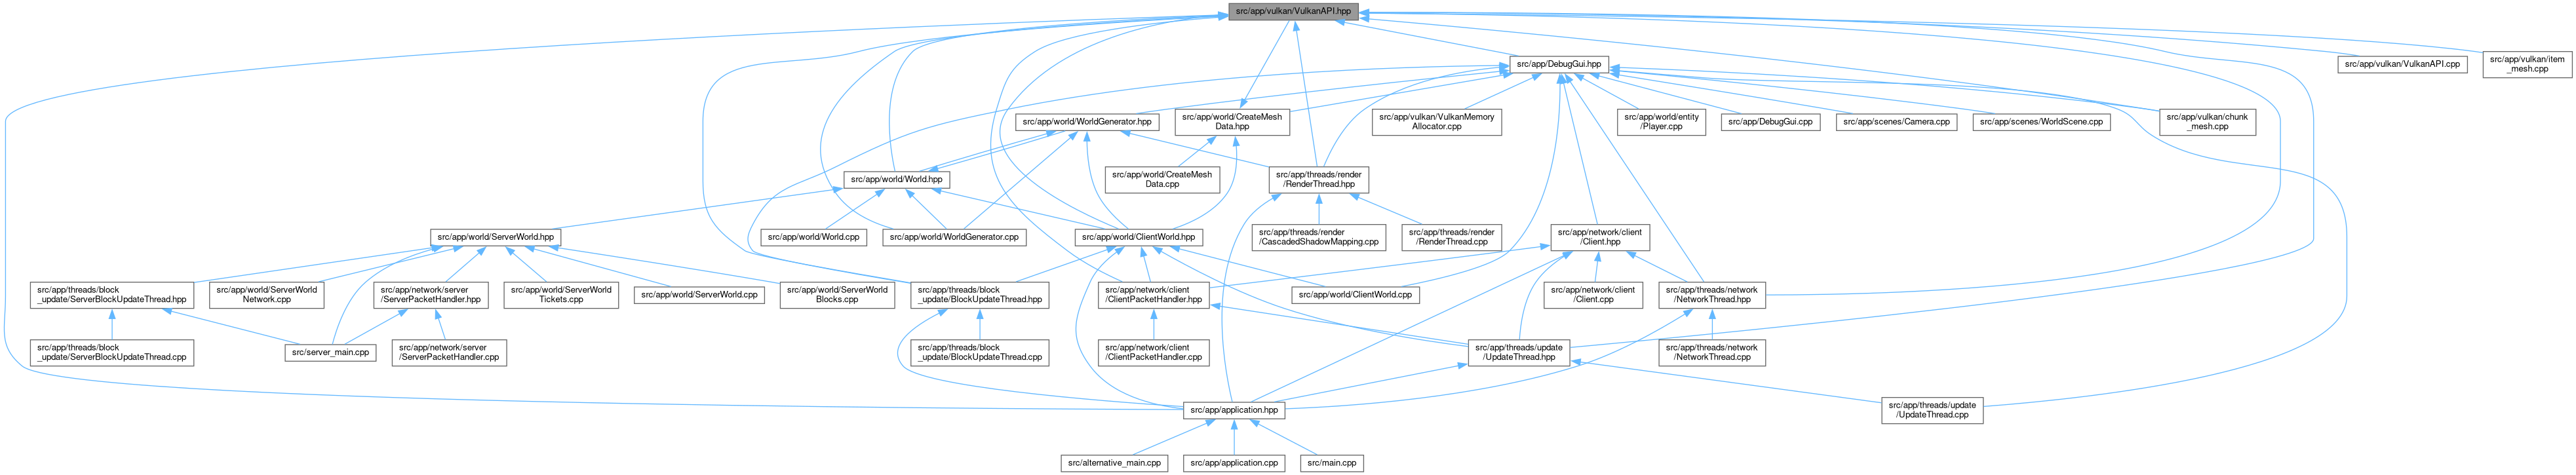 src/app/vulkan/VulkanAPI.hpp
src/app/DebugGui.hpp
src/app/vulkan/VulkanAPI.cpp
src/app/vulkan/item
_mesh.cpp
src/app/world/WorldGenerator.hpp
src/app/world/CreateMesh
Data.hpp
src/app/vulkan/VulkanMemory
Allocator.cpp
src/app/world/entity
/Player.cpp
src/app/DebugGui.cpp
src/app/scenes/Camera.cpp
src/app/scenes/WorldScene.cpp
src/app/vulkan/chunk
_mesh.cpp
src/app/world/World.hpp
src/app/world/CreateMesh
Data.cpp
src/app/threads/render
/RenderThread.hpp
src/app/world/ServerWorld.hpp
src/app/world/World.cpp
src/app/world/WorldGenerator.cpp
src/app/world/ClientWorld.hpp
src/app/threads/render
/CascadedShadowMapping.cpp
src/app/threads/render
/RenderThread.cpp
src/app/network/client
/Client.hpp
src/app/threads/block
_update/ServerBlockUpdateThread.hpp
src/app/world/ServerWorld
Network.cpp
src/app/network/server
/ServerPacketHandler.hpp
src/app/world/ServerWorld
Tickets.cpp
src/app/world/ServerWorld.cpp
src/app/world/ServerWorld
Blocks.cpp
src/app/threads/block
_update/BlockUpdateThread.hpp
src/app/network/client
/ClientPacketHandler.hpp
src/app/world/ClientWorld.cpp
src/app/network/client
/Client.cpp
src/app/threads/network
/NetworkThread.hpp
src/app/threads/block
_update/ServerBlockUpdateThread.cpp
src/server_main.cpp
src/app/network/server
/ServerPacketHandler.cpp
src/app/threads/block
_update/BlockUpdateThread.cpp
src/app/network/client
/ClientPacketHandler.cpp
src/app/threads/update
/UpdateThread.hpp
src/app/threads/network
/NetworkThread.cpp
src/app/application.hpp
src/app/threads/update
/UpdateThread.cpp
src/alternative_main.cpp
src/app/application.cpp
src/main.cpp